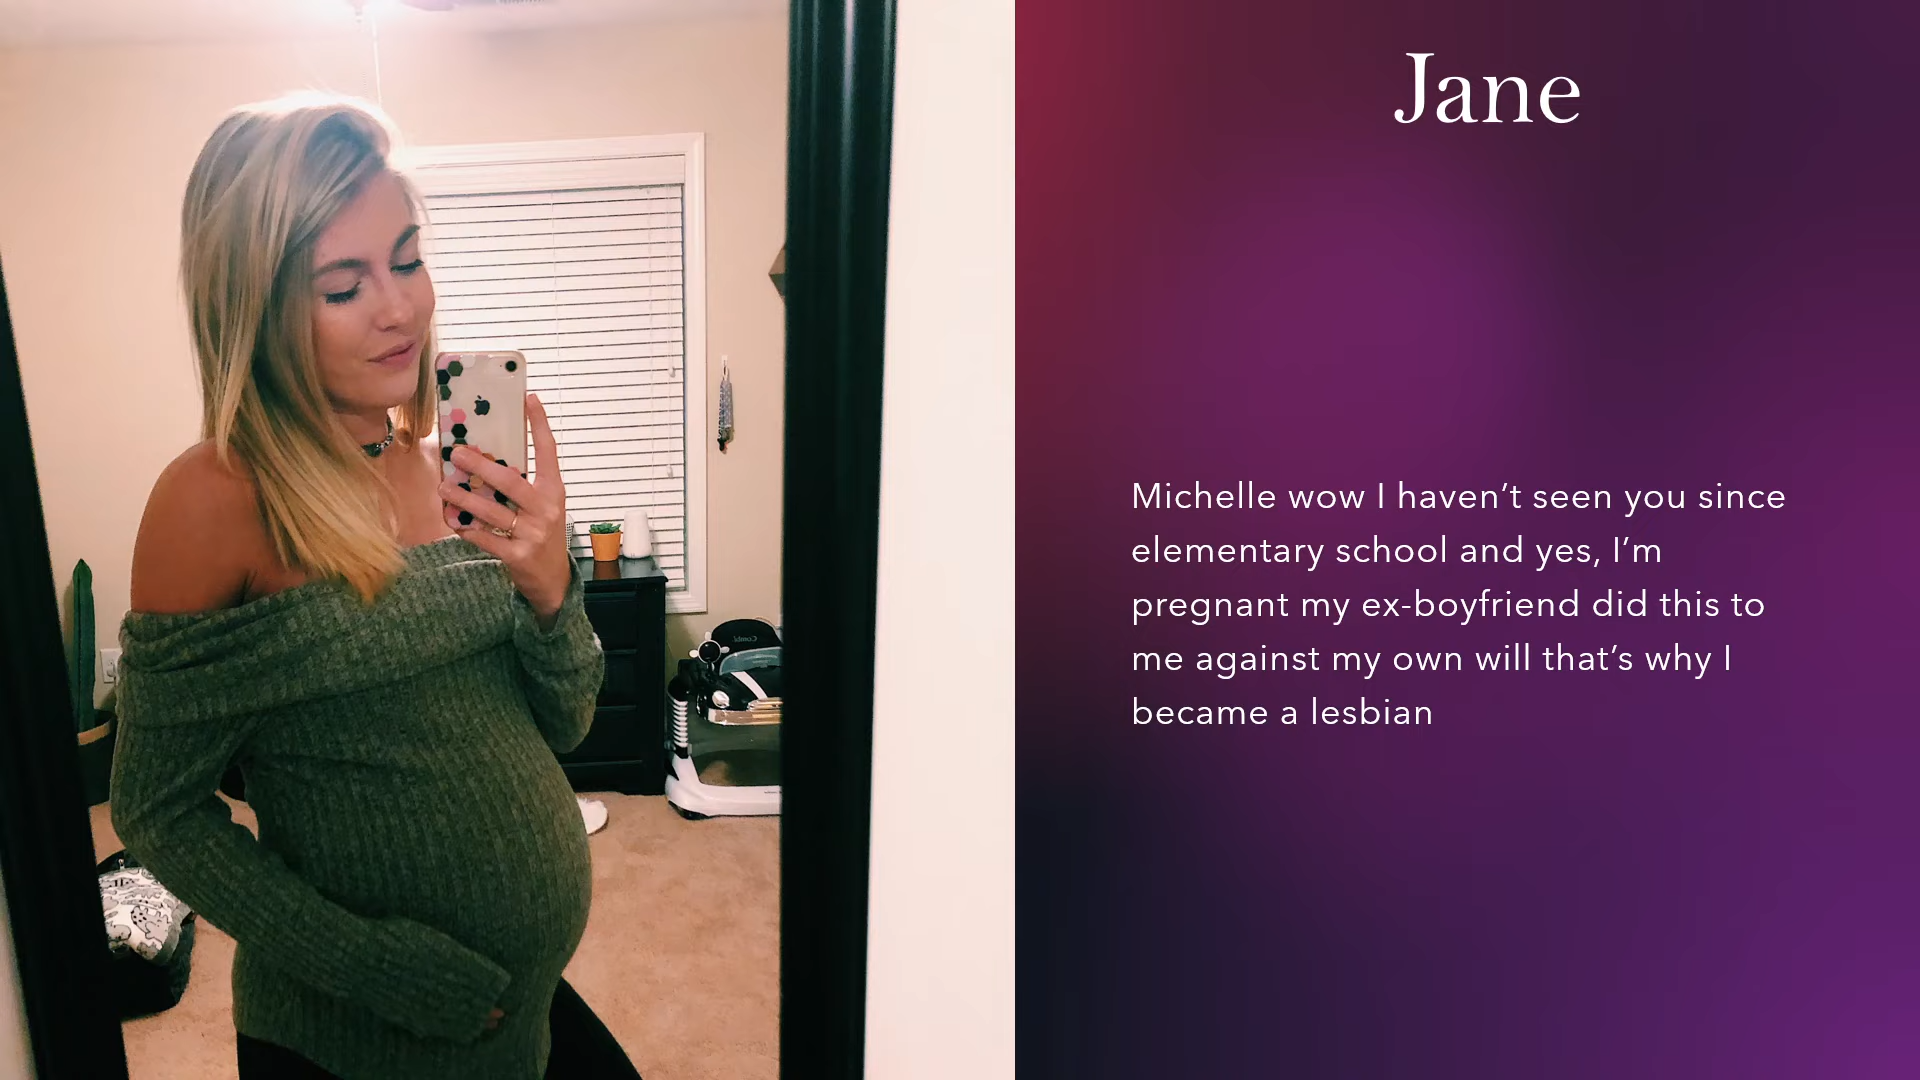 Jane
Michelle wow I haven’t seen you since
elementary school and yes, I’m
pregnant my ex-boyfriend did this to
me against my own will that’s why I
became a lesbian